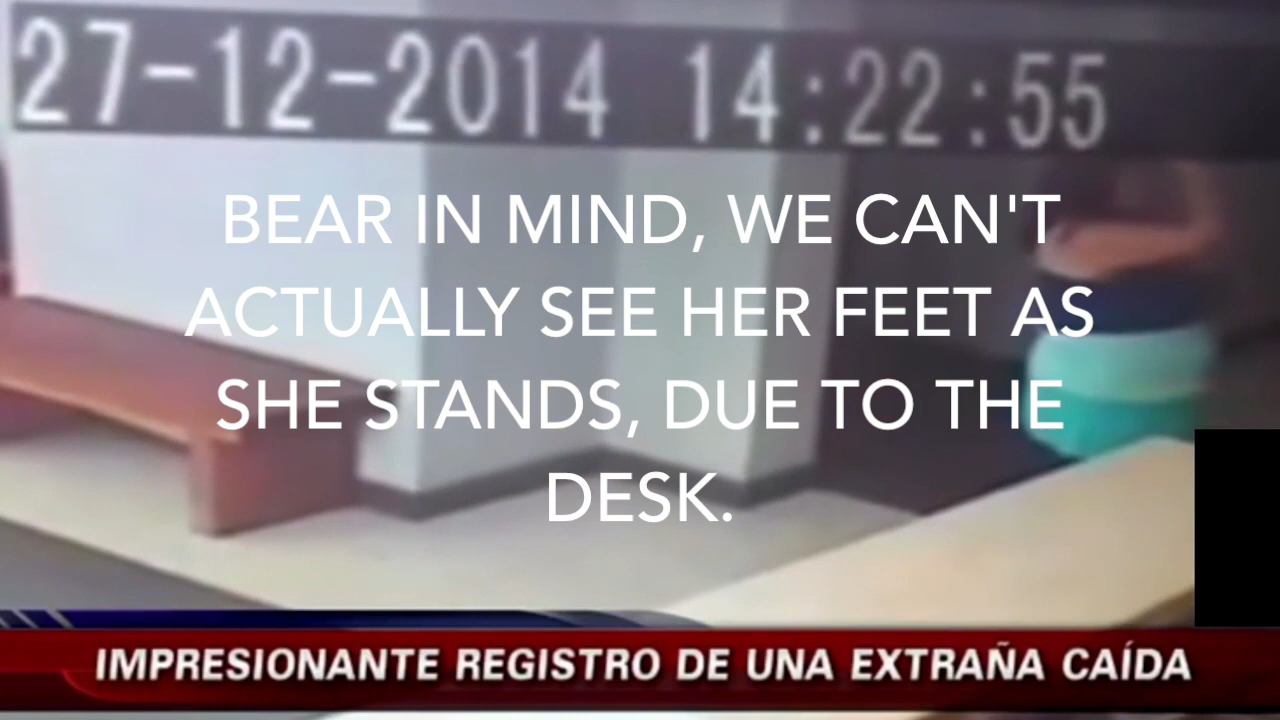 27-12-2014 14:22:55
BEAR IN MIND, WE CAN'T
ACTUALLY SEE HER FEET AS
SHE STANDS, DUE TO THE
DESK.
IMPRESIONANTE REGISTRO DE UNA EXTRAÑA CAÍDA